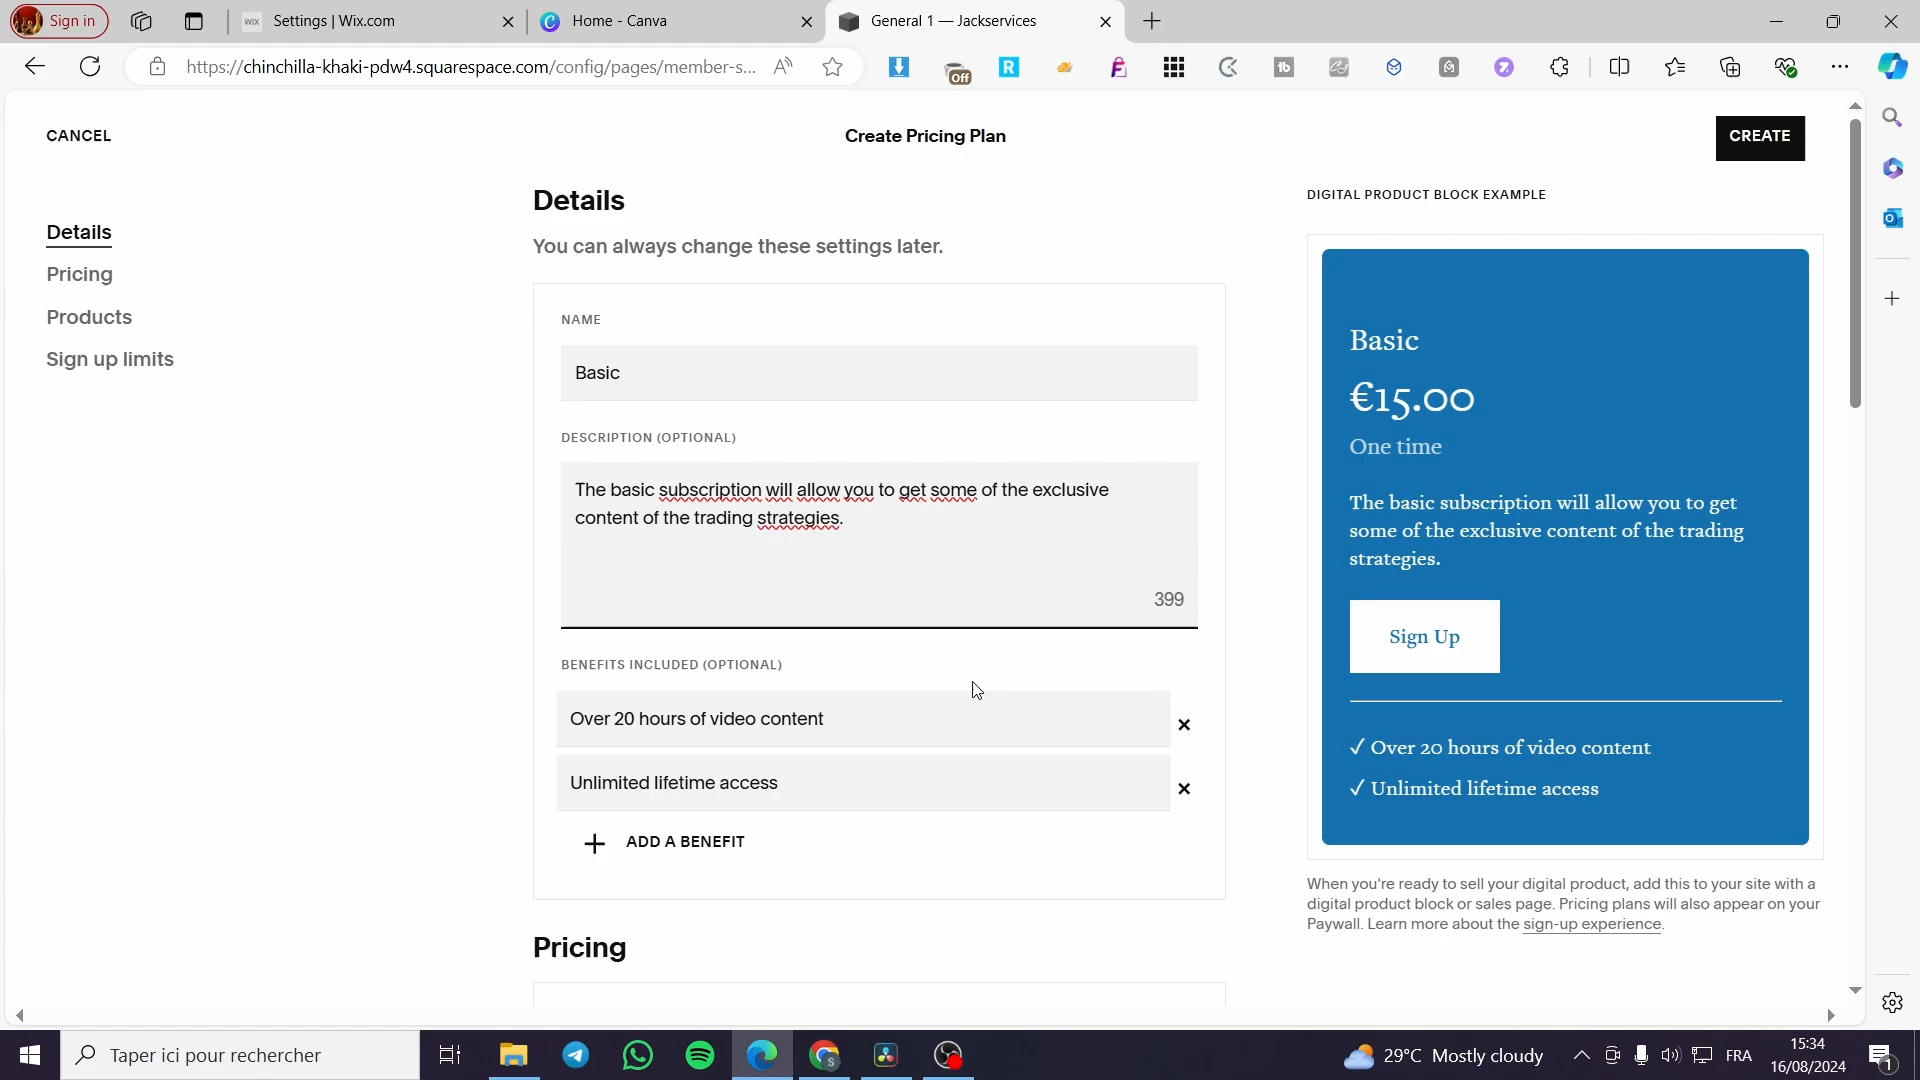 Sign in
WIX
Settings | Wix.com
Home - Canva
General 1 — Jackservices
https://chinchilla-khaki-pdw4.squarespace.com/config/pages/member-s...
Off
CANCEL
Create Pricing Plan
CREATE
Details
Pricing
Products
Sign up limits
Details
You can always change these settings later.
NAME
Basic
DESCRIPTION (OPTIONAL)
The basic subscription will allow you to get some of the exclusive
content of the trading strategies.
399
BENEFITS INCLUDED (OPTIONAL)
Over 20 hours of video content
Unlimited lifetime access
ADD A BENEFIT
Pricing
DIGITAL PRODUCT BLOCK EXAMPLE
Basic
€15.00
One time
The basic subscription will allow you to get
some of the exclusive content of the trading
strategies.
Sign Up
✓ Over 20 hours of video content
✓ Unlimited lifetime access
When you're ready to sell your digital product, add this to your site with a
digital product block or sales page. Pricing plans will also appear on your
Paywall. Learn more about the sign-up experience.
Taper ici pour rechercher
29°C Mostly cloudy
FRA
15:34
16/08/2024
1